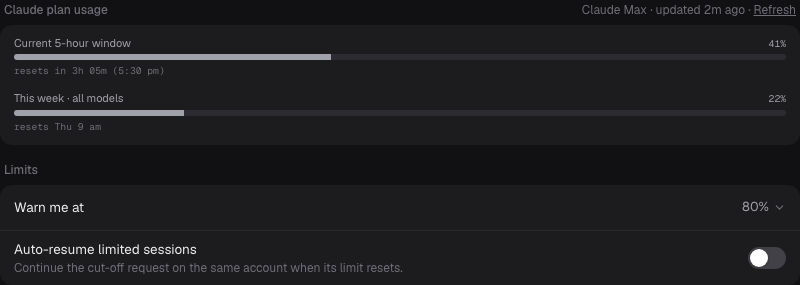 Claude plan usage
Claude Max · updated 2m ago · Refresh
Current 5-hour window
41%
resets in 3h 05m (5:30 pm)
This week · all models
22%
resets Thu 9 am
Limits
Warn me at
80%
Auto-resume limited sessions
Continue the cut-off request on the same account when its limit resets.